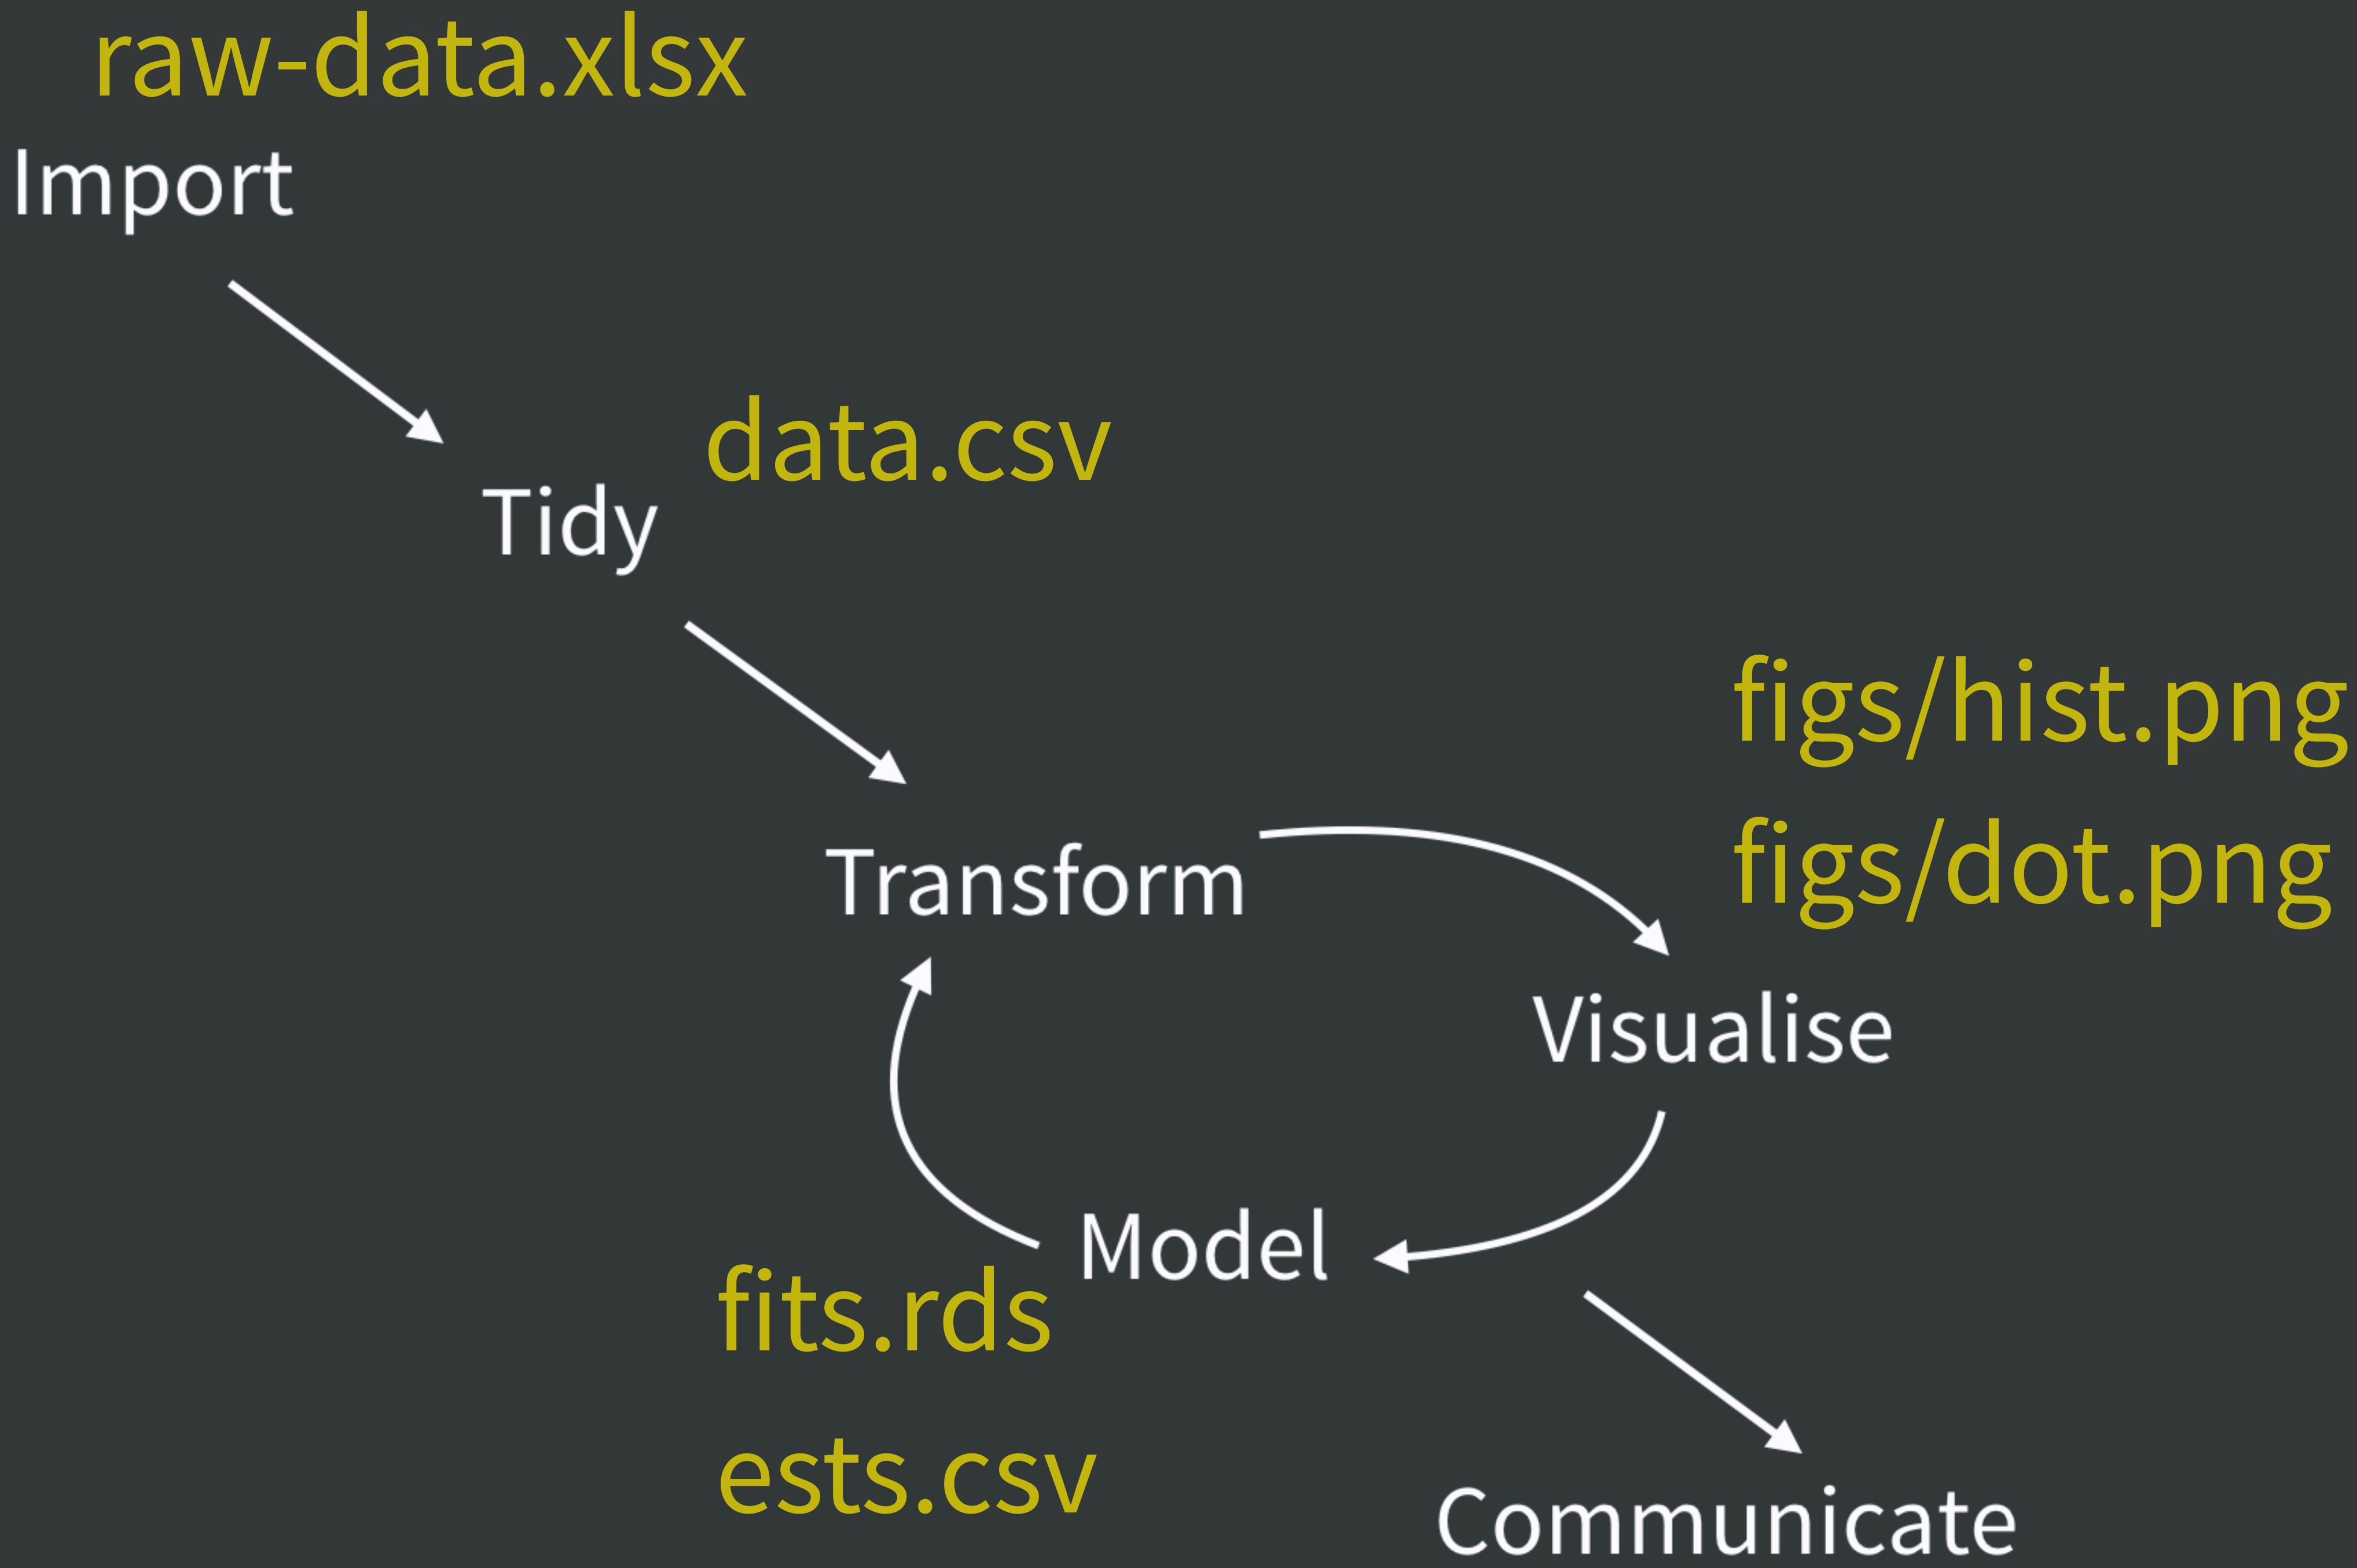 raw-data.xlsx
Import
data.csv
Tidy
figs/hist.png
figs/dot.png
Transform
Visualise
Model
fits.rds
ests.csv
Communicate